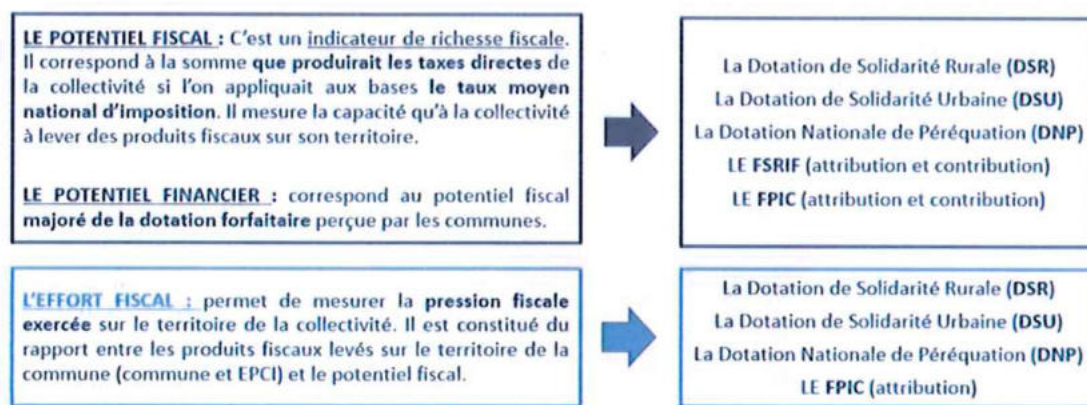 LE POTENTIEL FISCAL : C'est un indicateur de richesse fiscale.
Il correspond à la somme que produirait les taxes directes de
la collectivité si l'on appliquait aux bases le taux moyen
national d'imposition. Il mesure la capacité qu'à la collectivité
à lever des produits fiscaux sur son territoire.
LE POTENTIEL FINANCIER : correspond au potentiel fiscal
majoré de la dotation forfaitaire perçue par les communes.
La Dotation de Solidarité Rurale (DSR)
La Dotation de Solidarité Urbaine (DSU)
La Dotation Nationale de Péréquation (DNP)
LE FSRIF (attribution et contribution)
LE FPIC (attribution et contribution)
L'EFFORT FISCAL : permet de mesurer la pression fiscale
exercée sur le territoire de la collectivité. Il est constitué du
rapport entre les produits fiscaux levés sur le territoire de la
commune (commune et EPCI) et le potentiel fiscal.
La Dotation de Solidarité Rurale (DSR)
La Dotation de Solidarité Urbaine (DSU)
La Dotation Nationale de Péréquation (DNP)
LE FPIC (attribution)